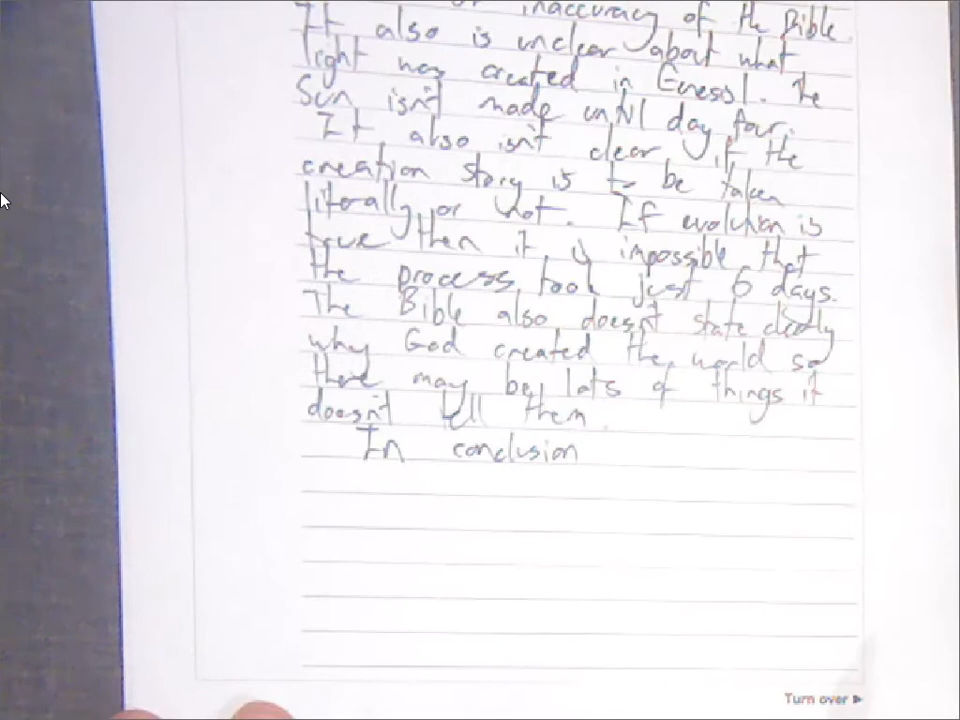 or inaccuracy of the Bible.
It also is unclear about what
light was created in Genesis 1. The
Sun isn't made until day four.
It also isn't clear if the
creation story is to be taken
literally or not. If evolution is
true then it is impossible that
the process took just 6 days.
The Bible also doesn't state clearly
why God created the world so
there may be lots of things it
doesn't tell them.
In conclusion
Turn over ▶